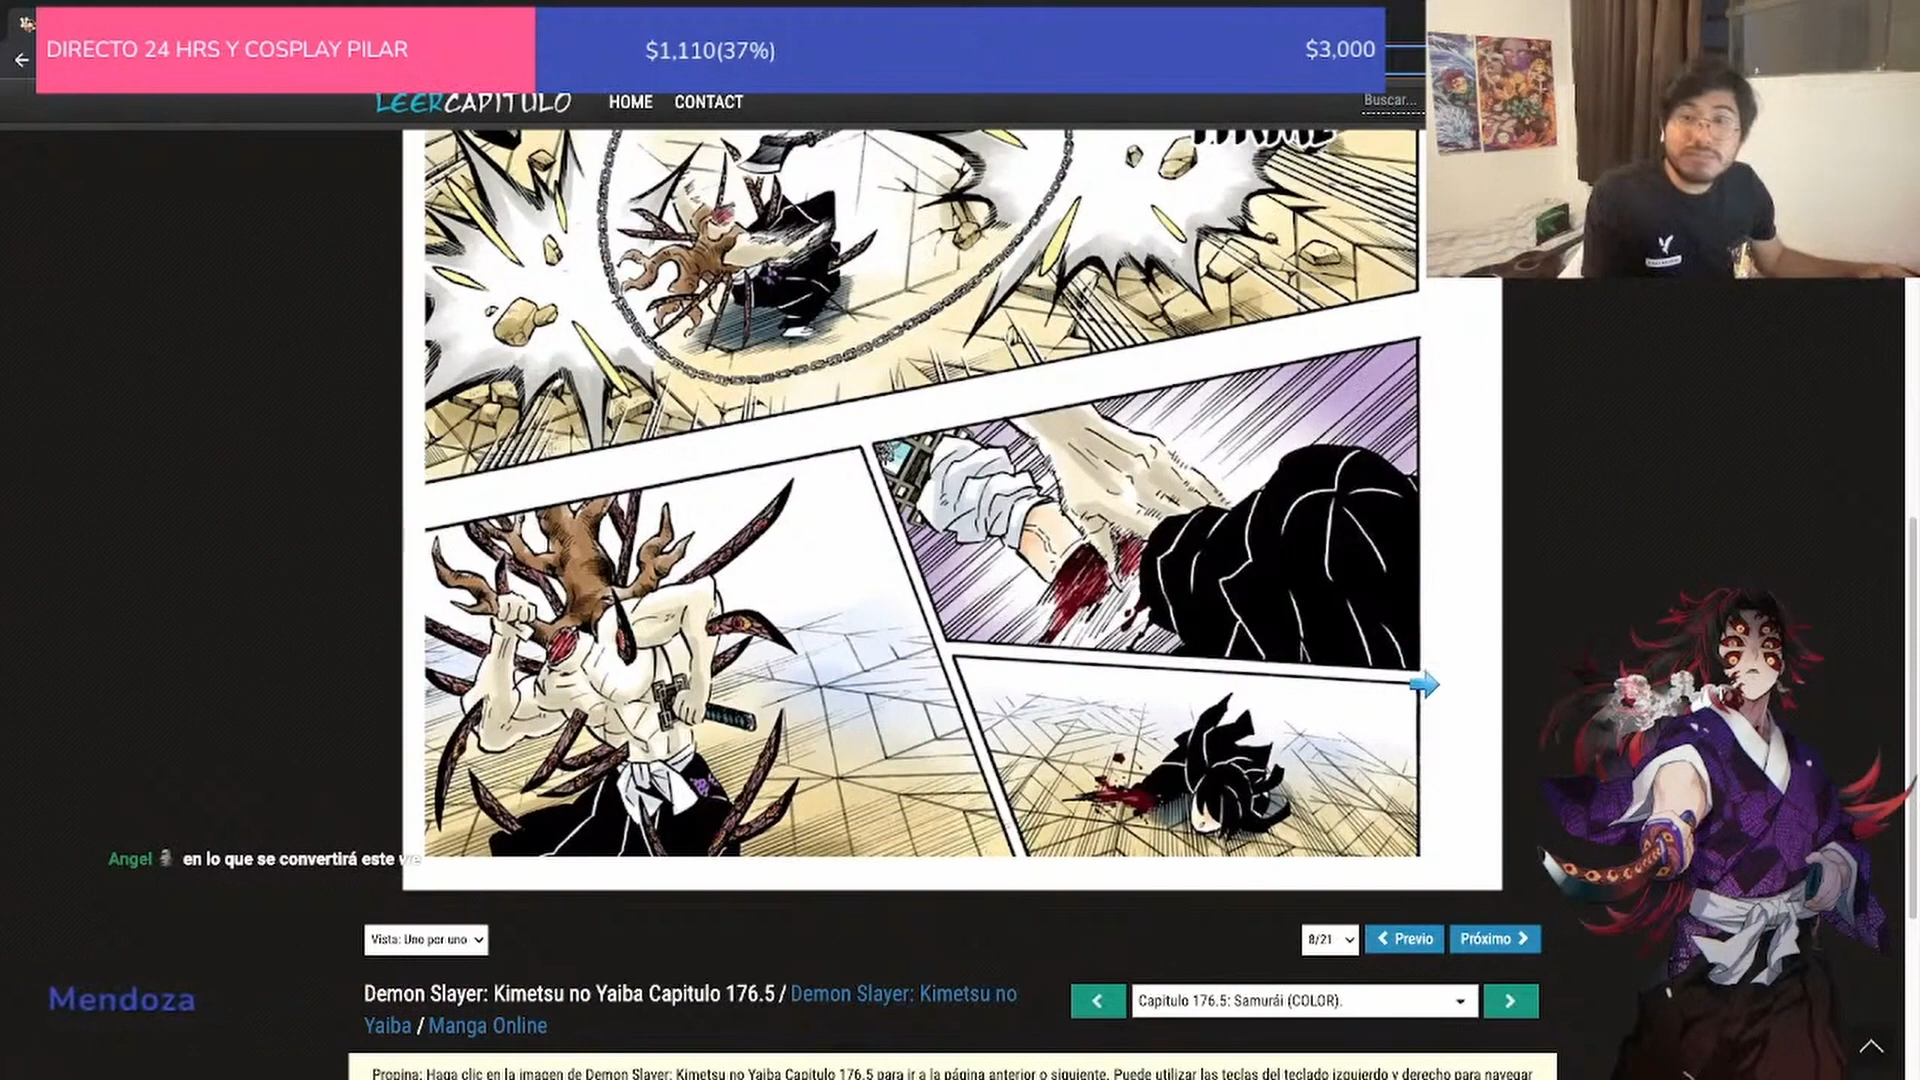 DIRECTO 24 HRS Y COSPLAY PILAR
$1,110(37%)
$3,000
LEERCAPITULO
HOME
CONTACT
Buscar...
Angel en lo que se convertirá este we
Vista: Uno por uno
8/21
Previo
Próximo
Mendoza
Demon Slayer: Kimetsu no Yaiba Capitulo 176.5 / Demon Slayer: Kimetsu no
Yaiba / Manga Online
Capitulo 176.5: Samurái (COLOR).
Propina: Haga clic en la imagen de Demon Slayer: Kimetsu no Yaiba Capitulo 176.5 para ir a la página anterior o siguiente. Puede utilizar las teclas del teclado izquierdo y derecho para navegar